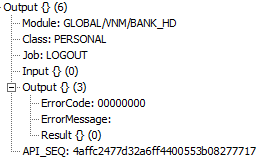 Output {} (6)
Module: GLOBAL/VNM/BANK_HD
Class: PERSONAL
Job: LOGOUT
Input {} (0)
Output {} (3)
ErrorCode: 00000000
ErrorMessage:
Result {} (0)
API_SEQ: 4affc2477d32a6ff4400553b08277717